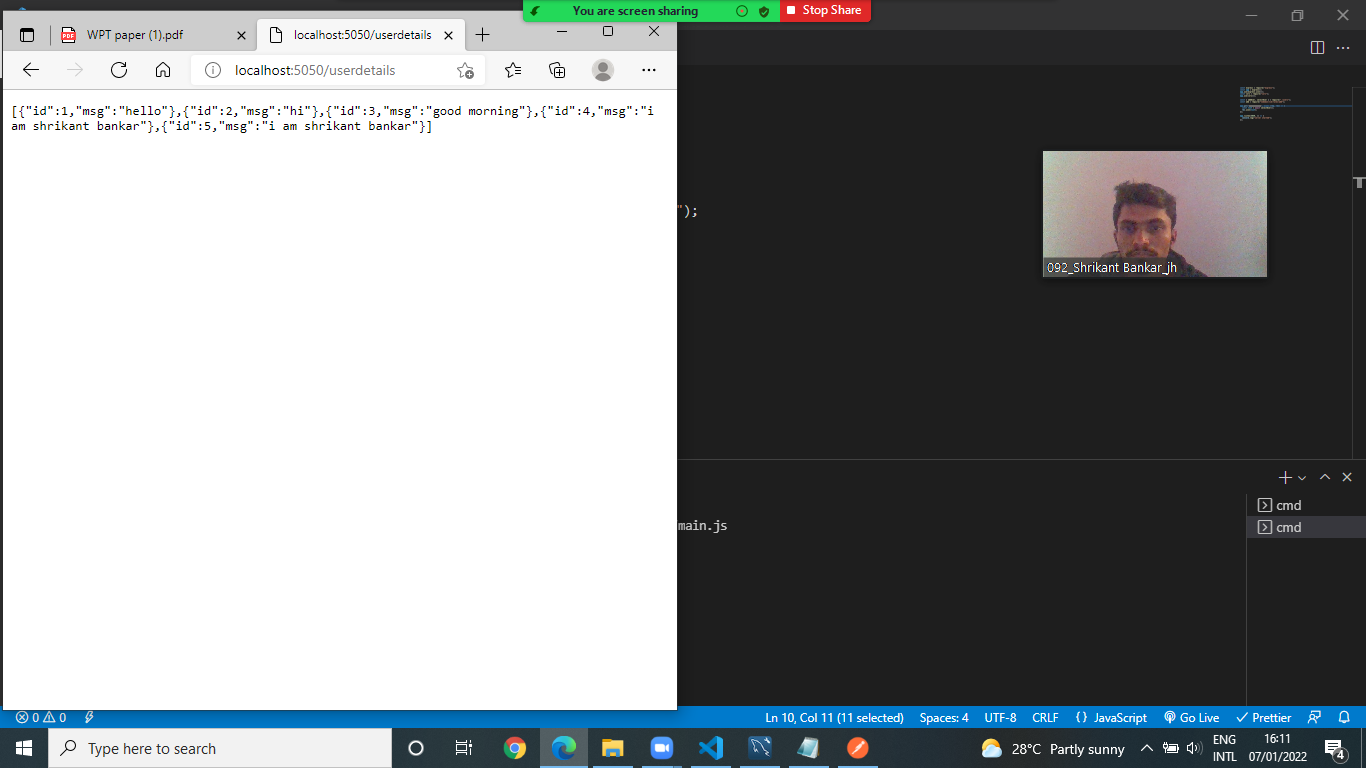 You are screen sharing
Stop Share
WPT paper (1).pdf
localhost:5050/userdetails
localhost:5050/userdetails
[{"id":1,"msg":"hello"},{"id":2,"msg":"hi"},{"id":3,"msg":"good morning"},{"id":4,"msg":"i
am shrikant bankar"},{"id":5,"msg":"i am shrikant bankar"}]
");
092_Shrikant Bankar_jh
cmd
main.js
cmd
0 0
Ln 10, Col 11 (11 selected) Spaces: 4 UTF-8 CRLF {} JavaScript Go Live Prettier
Type here to search
28°C Partly sunny
ENG
INTL
16:11
07/01/2022
4